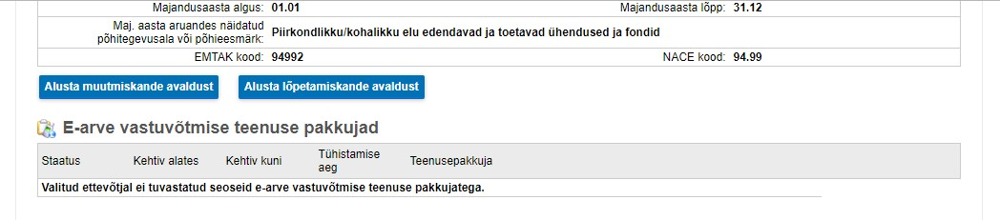 Majandusaasta algus: 01.01 Majandusaasta lõpp: 31.12
Maj. aasta aruandes näidatud
põhitegevusala või põhieesmärk: Piirkondlikku/kohalikku elu edendavad ja toetavad ühendused ja fondid
EMTAK kood: 94992 NACE kood: 94.99
Alusta muutmiskande avaldust Alusta lõpetamiskande avaldust
E-arve vastuvõtmise teenuse pakkujad
Staatus Kehtiv alates Kehtiv kuni Tühistamise
aeg Teenusepakkuja
Valitud ettevõtjal ei tuvastatud seoseid e-arve vastuvõtmise teenuse pakkujatega.